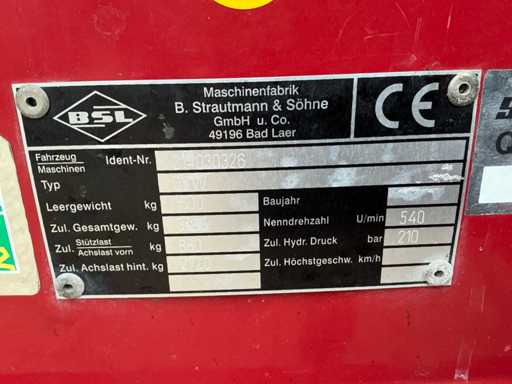 BSL
Maschinenfabrik
B. Strautmann & Söhne
GmbH u. Co.
49196 Bad Laer
CE
Fahrzeug
Maschinen
Ident-Nr.
Typ
Leergewicht kg
Zul. Gesamtgew. kg
Zul. Stützlast
Achslast vorn kg 860
Zul. Achslast hint. kg
Baujahr
Nenndrehzahl U/min 540
Zul. Hydr. Druck bar 210
Zul. Höchstgeschw. km/h